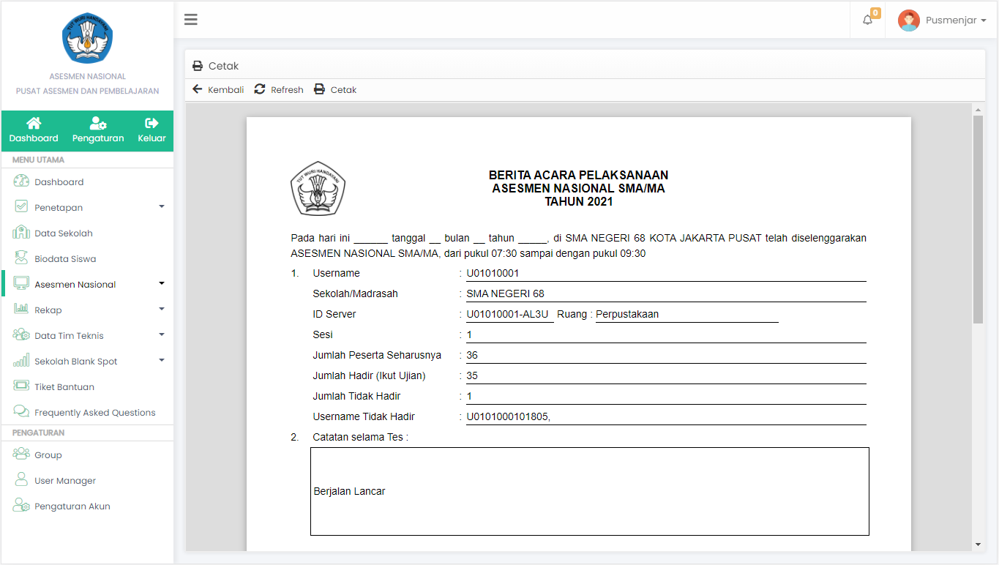 TUT WURI HANDAYANI
ASESMEN NASIONAL
PUSAT ASESMEN DAN PEMBELAJARAN
Dashboard Pengaturan Keluar
MENU UTAMA
Dashboard
Penetapan
Data Sekolah
Biodata Siswa
Asesmen Nasional
Rekap
Data Tim Teknis
Sekolah Blank Spot
Tiket Bantuan
Frequently Asked Questions
PENGATURAN
Group
User Manager
Pengaturan Akun
0 Pusmenjar
Cetak
Kembali Refresh Cetak
TUT WURI HANDAYANI
BERITA ACARA PELAKSANAAN
ASESMEN NASIONAL SMA/MA
TAHUN 2021
Pada hari ini ______ tanggal __ bulan __ tahun _____, di SMA NEGERI 68 KOTA JAKARTA PUSAT telah diselenggarakan
ASESMEN NASIONAL SMA/MA, dari pukul 07:30 sampai dengan pukul 09:30
1. Username : U01010001
Sekolah/Madrasah : SMA NEGERI 68
ID Server : U01010001-AL3U Ruang : Perpustakaan
Sesi : 1
Jumlah Peserta Seharusnya : 36
Jumlah Hadir (Ikut Ujian) : 35
Jumlah Tidak Hadir : 1
Username Tidak Hadir : U0101000101805,
2. Catatan selama Tes :
Berjalan Lancar